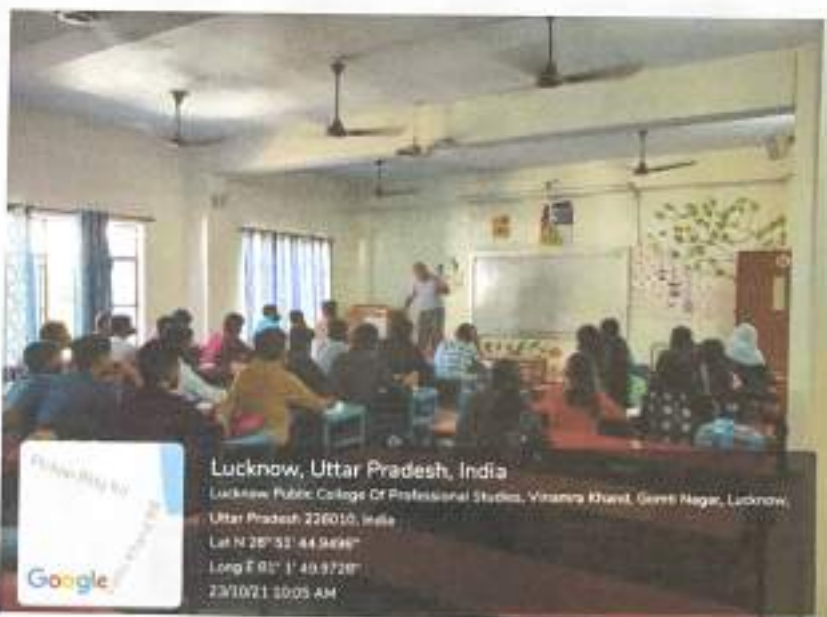 Google
Lucknow, Uttar Pradesh, India
Lucknow Public College Of Professional Studies, Vinamra Khand, Gomti Nagar, Lucknow,
Uttar Pradesh 226010, India
Lat N 26° 51' 44.9496"
Long E 81° 1' 49.9728"
23/10/21 10:05 AM